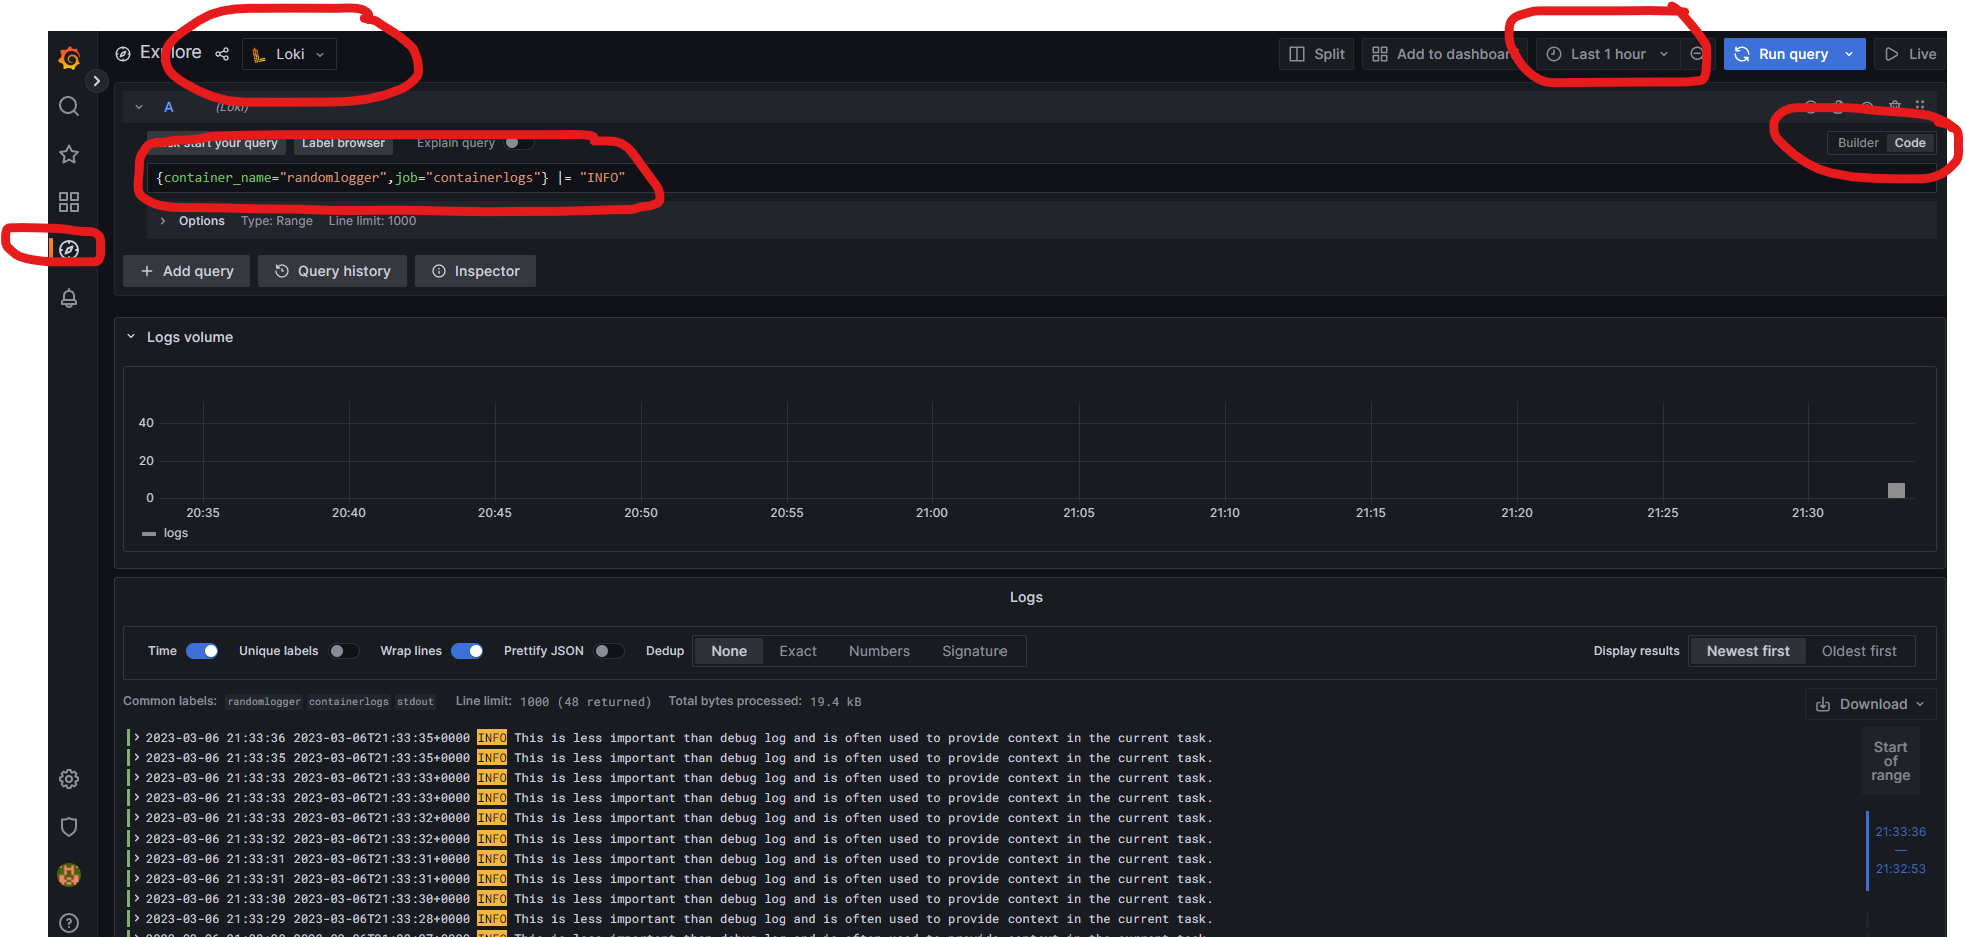 Explore Loki Split Add to dashboard Last 1 hour Run query Live
A (Loki)
start your query Label browser Explain query Builder Code
{container_name="randomlogger",job="containerlogs"} |= "INFO"
Options Type: Range Line limit: 1000
+ Add query Query history Inspector
Logs volume
40
20
0
20:35 20:40 20:45 20:50 20:55 21:00 21:05 21:10 21:15 21:20 21:25 21:30
logs
Logs
Time Unique labels Wrap lines Prettify JSON Dedup None Exact Numbers Signature Display results Newest first Oldest first
Common labels: randomlogger containerlogs stdout Line limit: 1000 (48 returned) Total bytes processed: 19.4 kB Download
2023-03-06 21:33:36 2023-03-06T21:33:35+0000 INFO This is less important than debug log and is often used to provide context in the current task.
2023-03-06 21:33:35 2023-03-06T21:33:35+0000 INFO This is less important than debug log and is often used to provide context in the current task.
2023-03-06 21:33:33 2023-03-06T21:33:33+0000 INFO This is less important than debug log and is often used to provide context in the current task.
2023-03-06 21:33:33 2023-03-06T21:33:33+0000 INFO This is less important than debug log and is often used to provide context in the current task.
2023-03-06 21:33:33 2023-03-06T21:33:32+0000 INFO This is less important than debug log and is often used to provide context in the current task.
2023-03-06 21:33:32 2023-03-06T21:33:32+0000 INFO This is less important than debug log and is often used to provide context in the current task.
2023-03-06 21:33:31 2023-03-06T21:33:31+0000 INFO This is less important than debug log and is often used to provide context in the current task.
2023-03-06 21:33:31 2023-03-06T21:33:31+0000 INFO This is less important than debug log and is often used to provide context in the current task.
2023-03-06 21:33:30 2023-03-06T21:33:30+0000 INFO This is less important than debug log and is often used to provide context in the current task.
2023-03-06 21:33:29 2023-03-06T21:33:28+0000 INFO This is less important than debug log and is often used to provide context in the current task.
Start
of
range
21:33:36
—
21:32:53